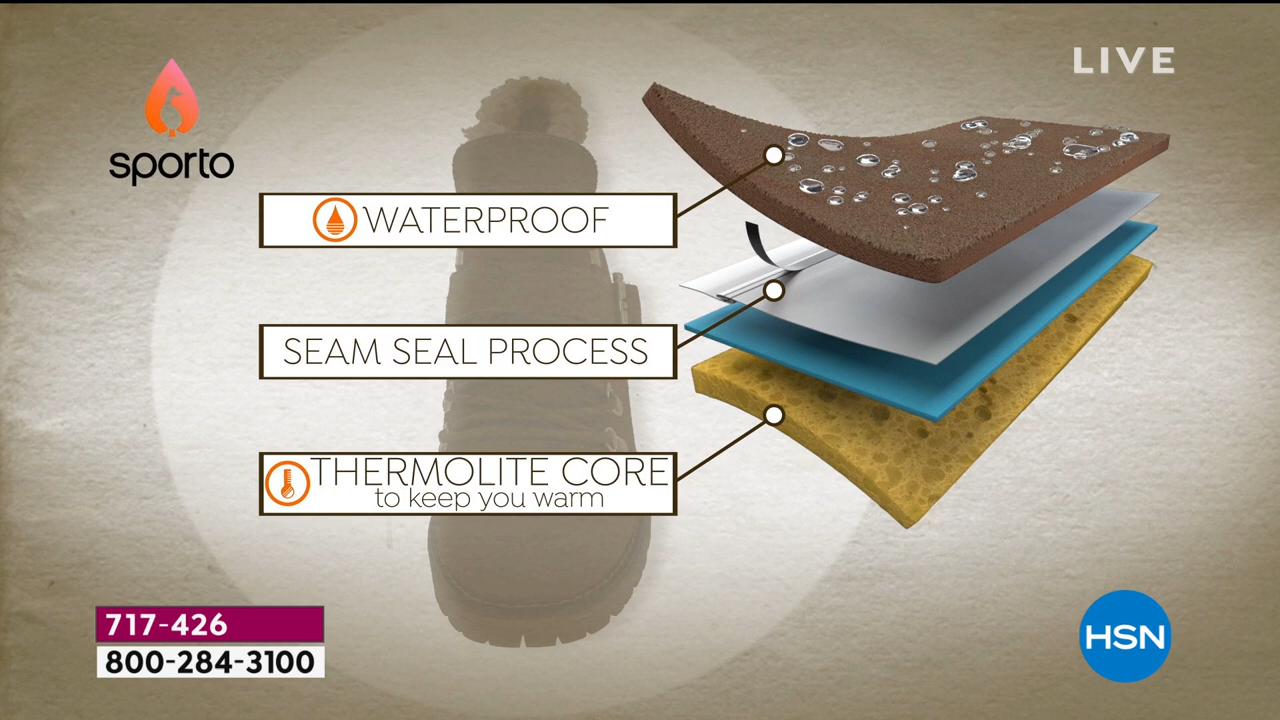 LIVE
sporto
WATERPROOF
SEAM SEAL PROCESS
THERMOLITE CORE
to keep you warm
717-426
800-284-3100
HSN